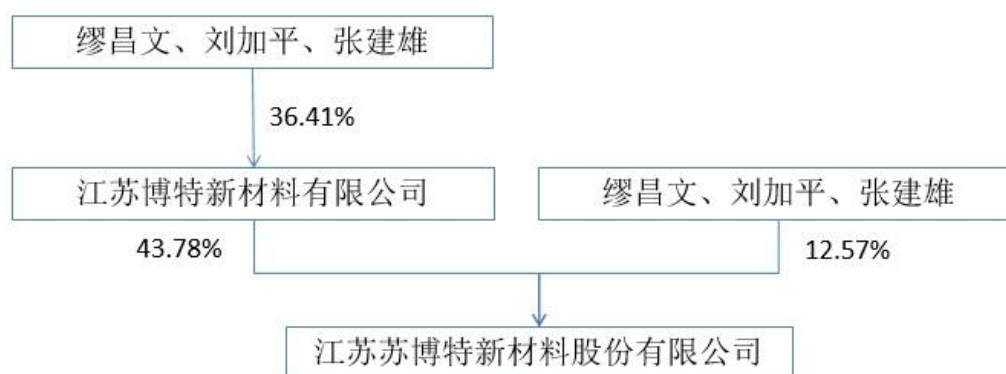 缪昌文、刘加平、张建雄
36.41%
江苏博特新材料有限公司
缪昌文、刘加平、张建雄
43.78%
12.57%
江苏苏博特新材料股份有限公司